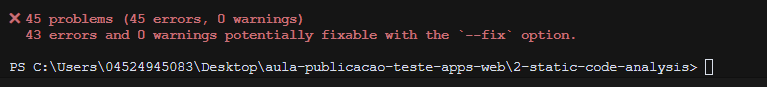 ❌ 45 problems (45 errors, 0 warnings)
43 errors and 0 warnings potentially fixable with the `--fix` option.
PS C:\Users\04524945083\Desktop\aula-publicacao-teste-apps-web\2-static-code-analysis>